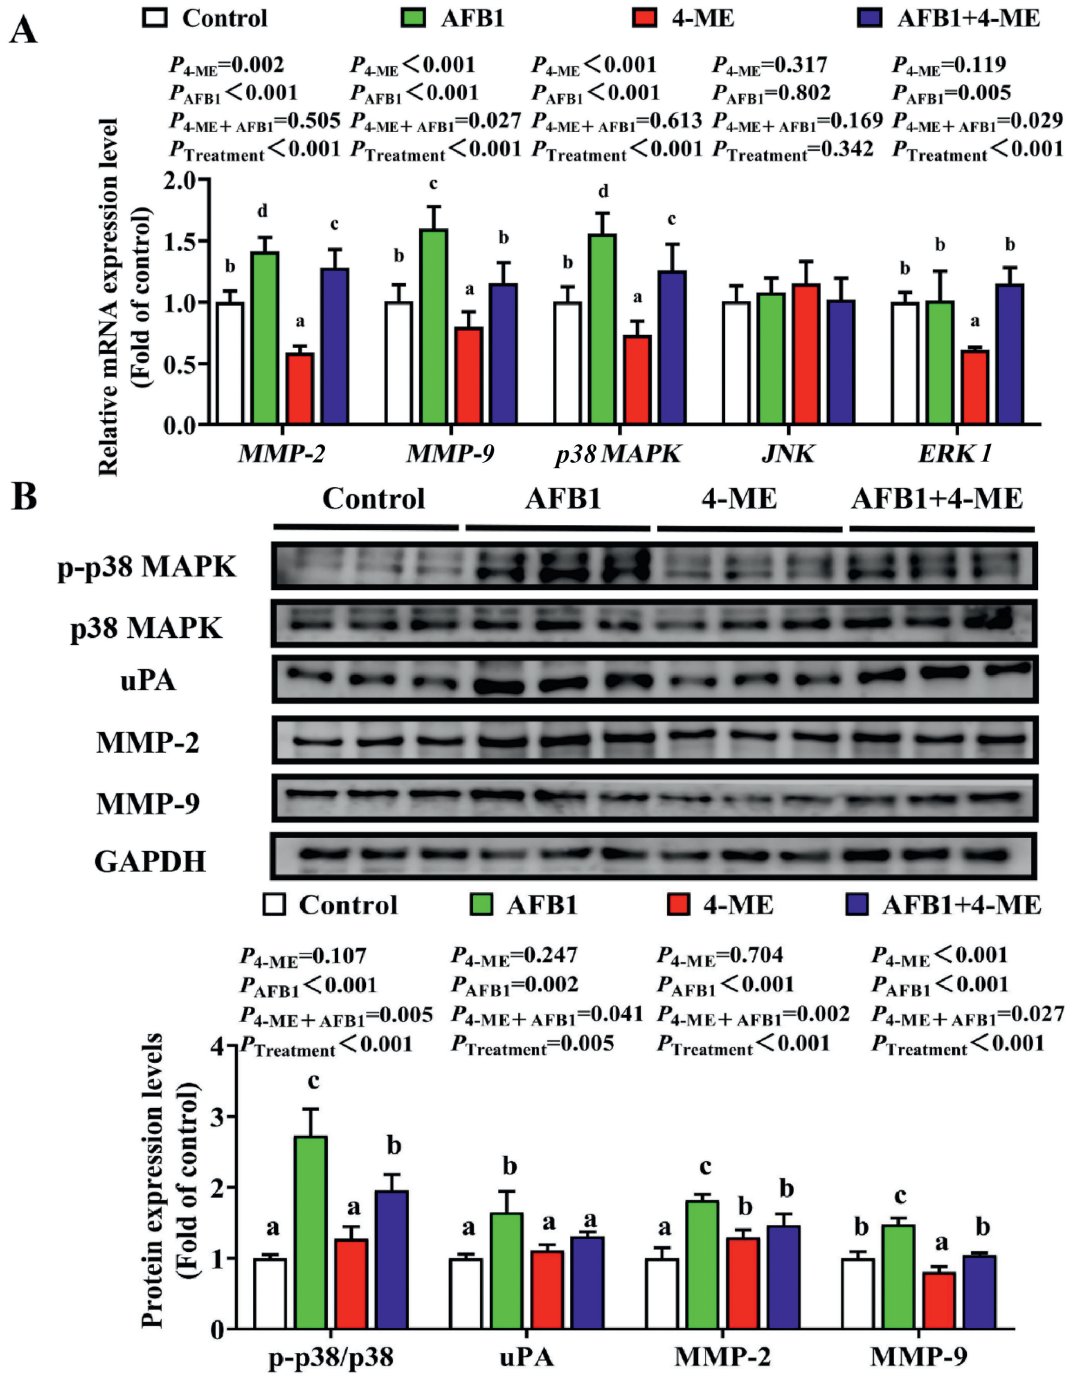 A
Control AFB1 4-ME AFB1+4-ME
P4-ME=0.002 P4-ME<0.001 P4-ME<0.001 P4-ME=0.317 P4-ME=0.119
PAFB1<0.001 PAFB1<0.001 PAFB1<0.001 PAFB1=0.802 PAFB1=0.005
P4-ME+AFB1=0.505 P4-ME+AFB1=0.027 P4-ME+AFB1=0.613 P4-ME+AFB1=0.169 P4-ME+AFB1=0.029
PTreatment<0.001 PTreatment<0.001 PTreatment<0.001 PTreatment=0.342 PTreatment<0.001
Relative mRNA expression level
(Fold of control)
2.0
1.5
1.0
0.5
0.0
b d a c b c a b b d a c b b a b
MMP-2 MMP-9 p38 MAPK JNK ERK 1
B
Control AFB1 4-ME AFB1+4-ME
p-p38 MAPK
p38 MAPK
uPA
MMP-2
MMP-9
GAPDH
Control AFB1 4-ME AFB1+4-ME
P4-ME=0.107 P4-ME=0.247 P4-ME=0.704 P4-ME<0.001
PAFB1<0.001 PAFB1=0.002 PAFB1<0.001 PAFB1<0.001
P4-ME+AFB1=0.005 P4-ME+AFB1=0.041 P4-ME+AFB1=0.002 P4-ME+AFB1=0.027
PTreatment<0.001 PTreatment=0.005 PTreatment<0.001 PTreatment<0.001
Protein expression levels
(Fold of control)
4
3
2
1
0
a c a b a b a a a c b b b c a b
p-p38/p38 uPA MMP-2 MMP-9